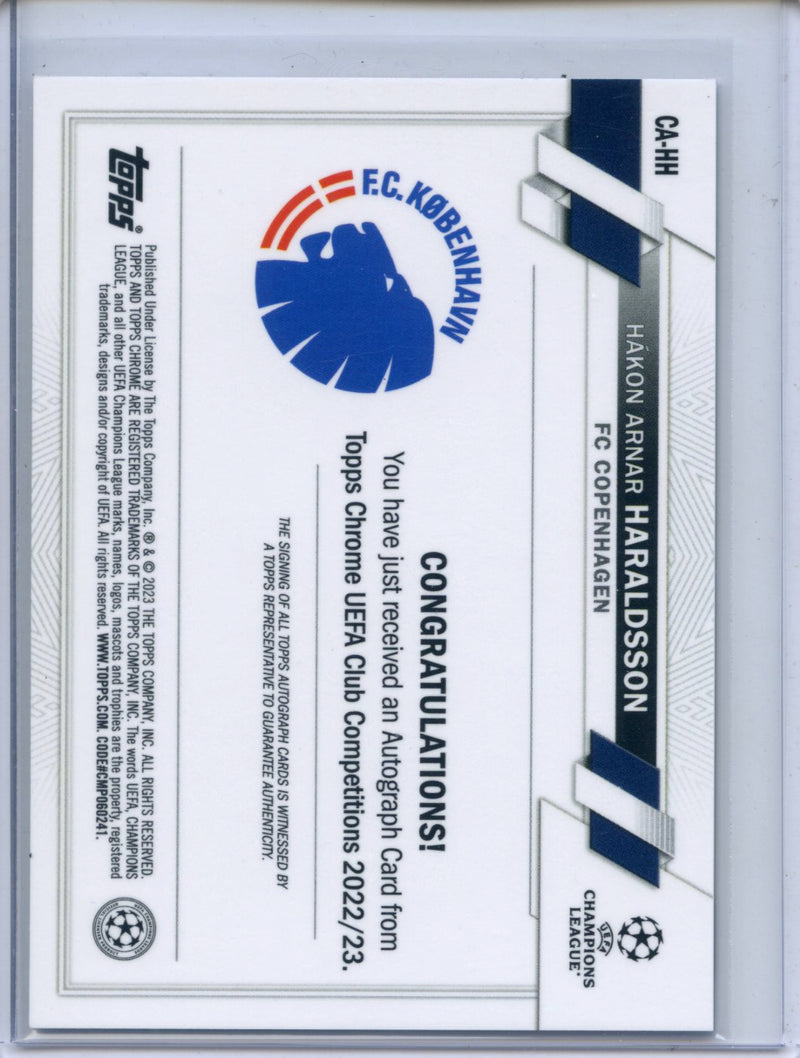 CA-HH
HÁKON ARNAR HARALDSSON
FC COPENHAGEN
UEFA
CHAMPIONS
LEAGUE®
F.C. KØBENHAVN
CONGRATULATIONS!
You have just received an Autograph Card from
Topps Chrome UEFA Club Competitions 2022/23.
THE SIGNING OF ALL TOPPS AUTOGRAPH CARDS IS WITNESSED BY
A TOPPS REPRESENTATIVE TO GUARANTEE AUTHENTICITY.
topps®
Published Under License by The Topps Company, Inc. ® & © 2023 THE TOPPS COMPANY, INC. ALL RIGHTS RESERVED.
TOPPS AND TOPPS CHROME ARE REGISTERED TRADEMARKS OF THE TOPPS COMPANY, INC. The words UEFA, CHAMPIONS
LEAGUE, and all other UEFA Champions League marks, names, logos, mascots and trophies are the property, registered
trademarks, designs and/or copyright of UEFA. All rights reserved. WWW.TOPPS.COM. CODE#CMP060241.